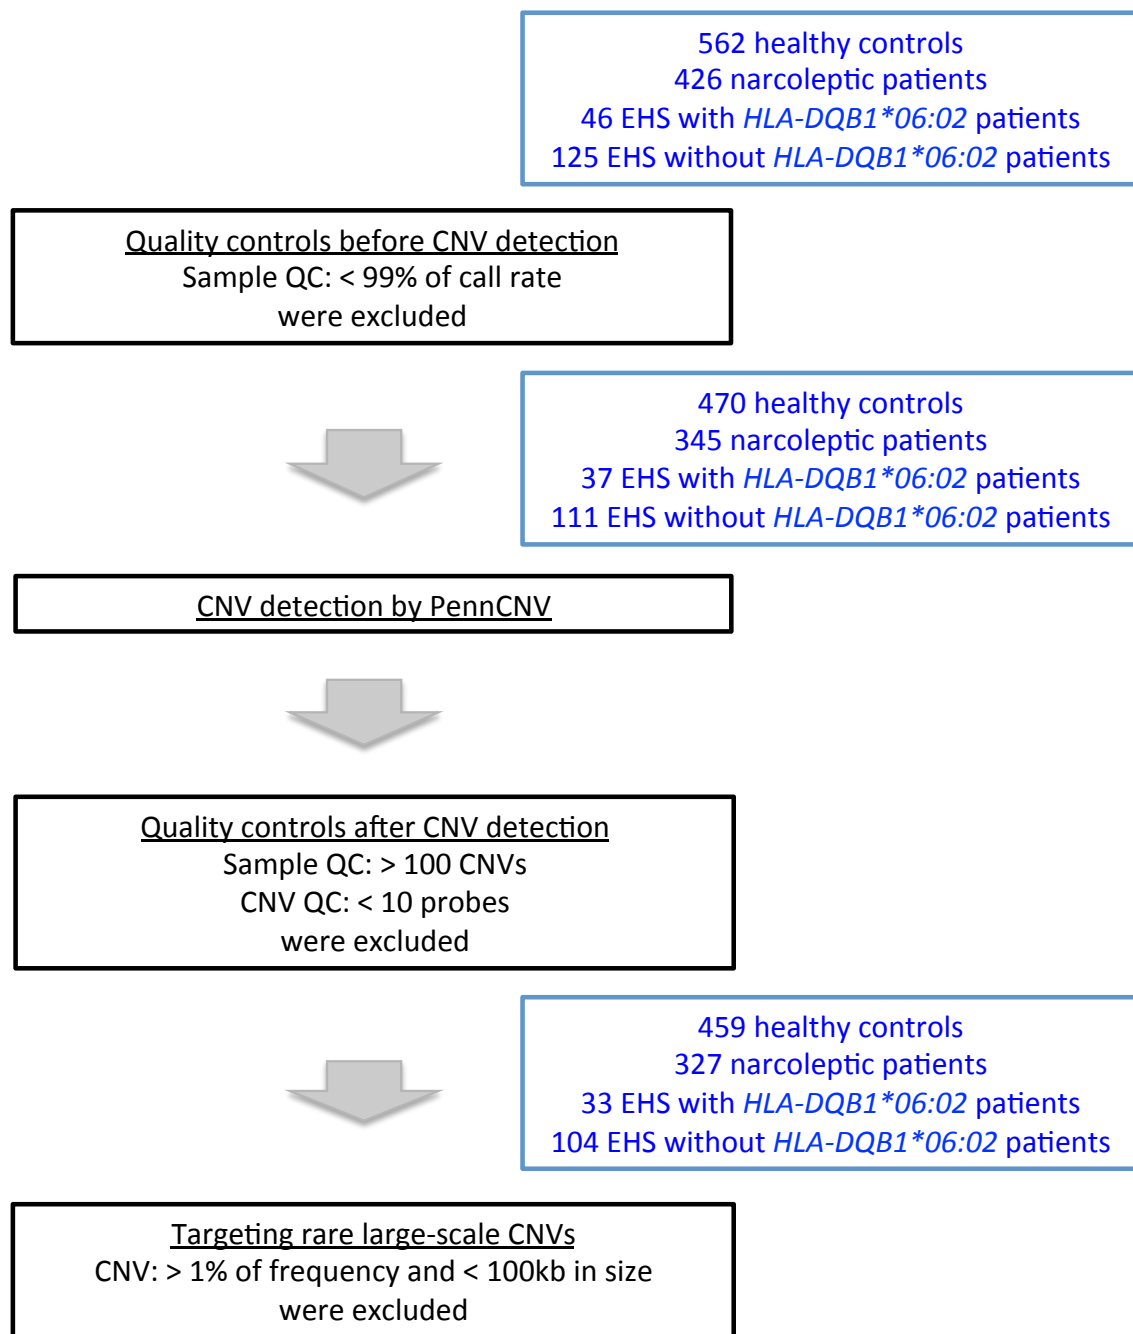 562 healthy controls
426 narcoleptic patients
46 EHS with HLA-DQB1*06:02 patients
125 EHS without HLA-DQB1*06:02 patients
Quality controls before CNV detection
Sample QC: < 99% of call rate
were excluded
470 healthy controls
345 narcoleptic patients
37 EHS with HLA-DQB1*06:02 patients
111 EHS without HLA-DQB1*06:02 patients
CNV detection by PennCNV
Quality controls after CNV detection
Sample QC: > 100 CNVs
CNV QC: < 10 probes
were excluded
459 healthy controls
327 narcoleptic patients
33 EHS with HLA-DQB1*06:02 patients
104 EHS without HLA-DQB1*06:02 patients
Targeting rare large-scale CNVs
CNV: > 1% of frequency and < 100kb in size
were excluded